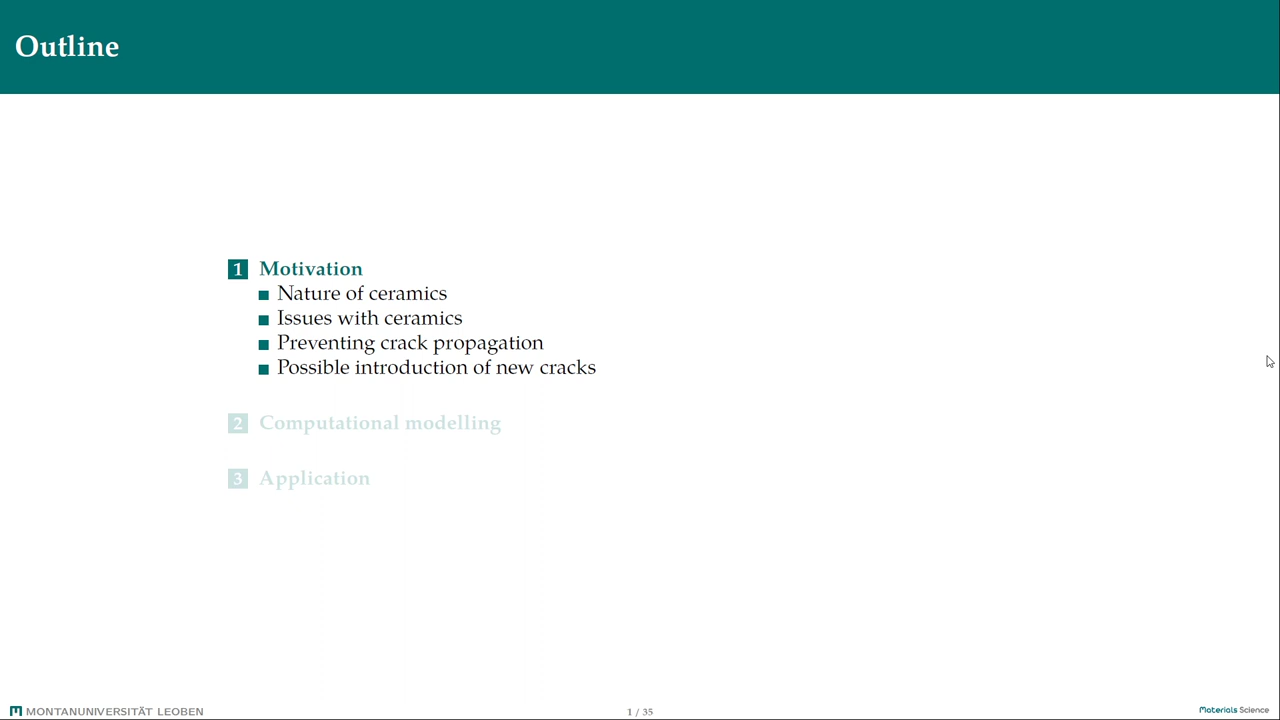 Outline
1 Motivation
Nature of ceramics
Issues with ceramics
Preventing crack propagation
Possible introduction of new cracks
2 Computational modelling
3 Application
MONTANUNIVERSITÄT LEOBEN
1 / 35
Materials Science